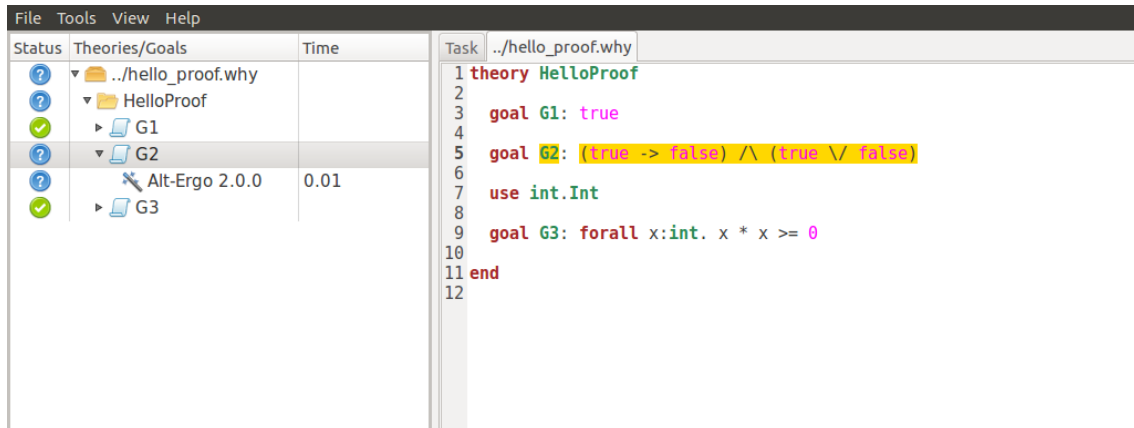 File Tools View Help
Status Theories/Goals Time
../hello_proof.why
HelloProof
G1
G2
Alt-Ergo 2.0.0 0.01
G3
Task ../hello_proof.why
1 theory HelloProof
2
3 goal G1: true
4
5 goal G2: (true -> false) /\ (true \/ false)
6
7 use int.Int
8
9 goal G3: forall x:int. x * x >= 0
10
11 end
12